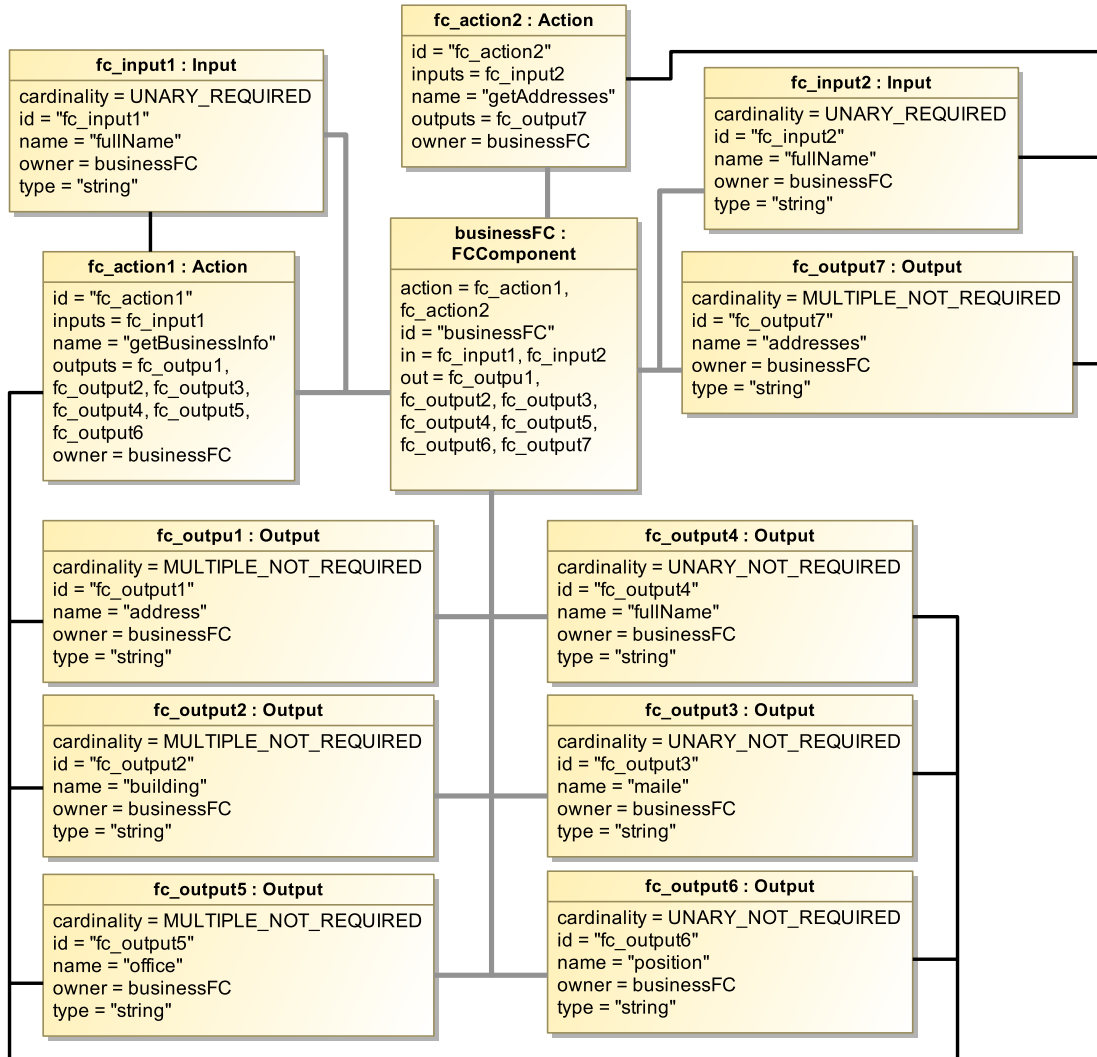 fc_action2 : Action
id = "fc_action2"
inputs = fc_input2
name = "getAddresses"
outputs = fc_output7
owner = businessFC
fc_input1 : Input
cardinality = UNARY_REQUIRED
id = "fc_input1"
name = "fullName"
owner = businessFC
type = "string"
fc_input2 : Input
cardinality = UNARY_REQUIRED
id = "fc_input2"
name = "fullName"
owner = businessFC
type = "string"
fc_action1 : Action
id = "fc_action1"
inputs = fc_input1
name = "getBusinessInfo"
outputs = fc_outpu1,
fc_output2, fc_output3,
fc_output4, fc_output5,
fc_output6
owner = businessFC
businessFC :
FCComponent
action = fc_action1,
fc_action2
id = "businessFC"
in = fc_input1, fc_input2
out = fc_outpu1,
fc_output2, fc_output3,
fc_output4, fc_output5,
fc_output6, fc_output7
fc_output7 : Output
cardinality = MULTIPLE_NOT_REQUIRED
id = "fc_output7"
name = "addresses"
owner = businessFC
type = "string"
fc_outpu1 : Output
cardinality = MULTIPLE_NOT_REQUIRED
id = "fc_output1"
name = "address"
owner = businessFC
type = "string"
fc_output4 : Output
cardinality = UNARY_NOT_REQUIRED
id = "fc_output4"
name = "fullName"
owner = businessFC
type = "string"
fc_output2 : Output
cardinality = MULTIPLE_NOT_REQUIRED
id = "fc_output2"
name = "building"
owner = businessFC
type = "string"
fc_output3 : Output
cardinality = UNARY_NOT_REQUIRED
id = "fc_output3"
name = "maile"
owner = businessFC
type = "string"
fc_output5 : Output
cardinality = MULTIPLE_NOT_REQUIRED
id = "fc_output5"
name = "office"
owner = businessFC
type = "string"
fc_output6 : Output
cardinality = UNARY_NOT_REQUIRED
id = "fc_output6"
name = "position"
owner = businessFC
type = "string"